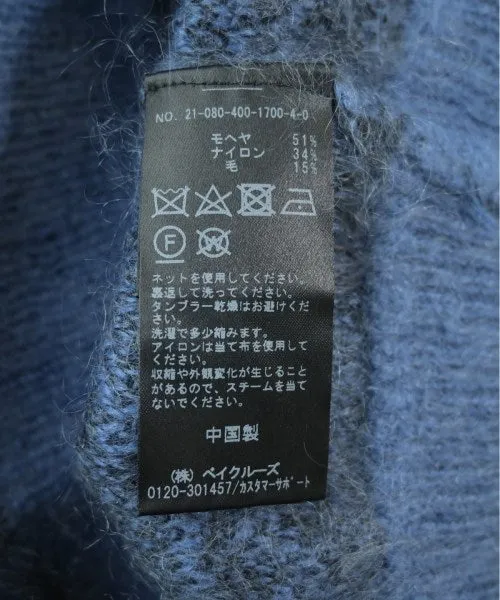 NO. 21-080-400-1700-4-0
モヘヤ 51%
ナイロン 34%
毛 15%
F
W
ネットを使用してください。
裏返して洗ってください。
タンブラー乾燥はお避けくだ
さい。
洗濯で多少縮みます。
アイロンは当て布を使用して
ください。
収縮や外観変化が生じること
があるので、スチームを当て
ないでください。
中国製
(株) ベイクルーズ
0120-301457/カスタマーサポート